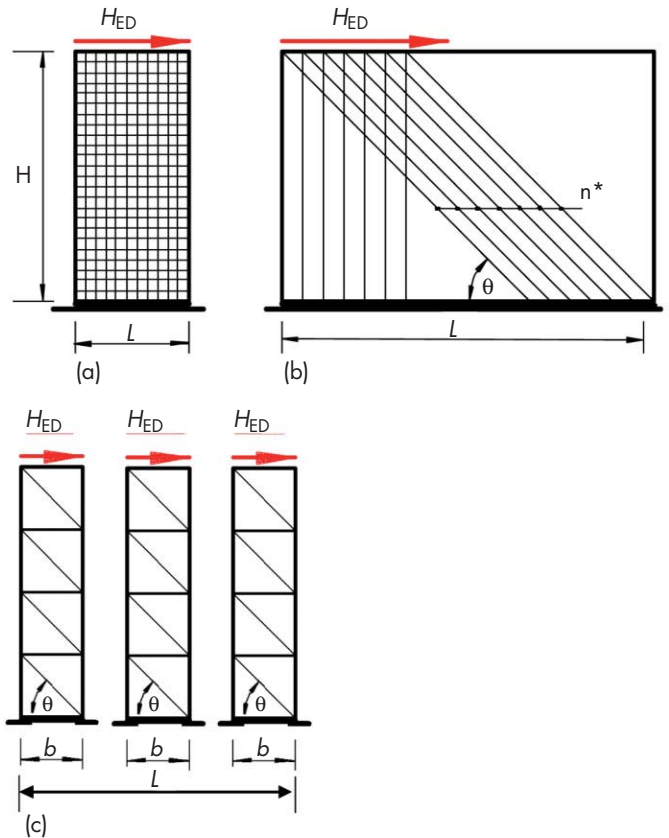 H_ED H_ED
H
n*
θ
L L
(a) (b)
H_ED H_ED H_ED
θ θ θ
b b b
L
(c)